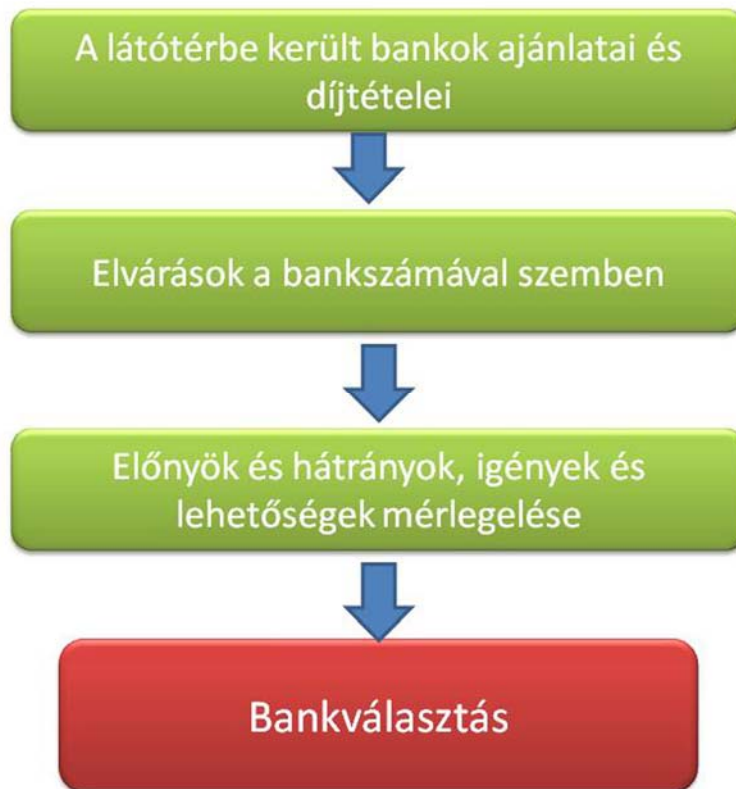 A látótérbe került bankok ajánlatai és
díjtételei
Elvárások a bankszámával szemben
Előnyök és hátrányok, igények és
lehetőségek mérlegelése
Bankválasztás